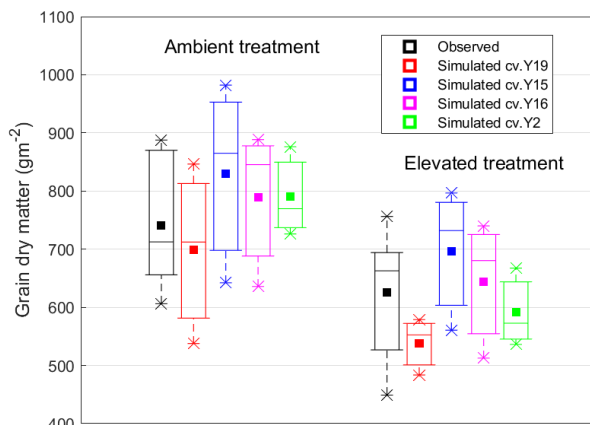 1100
1000
900
800
700
600
500
400
Grain dry matter (gm-2)
Ambient treatment
Elevated treatment
Observed
Simulated cv.Y19
Simulated cv.Y15
Simulated cv.Y16
Simulated cv.Y2